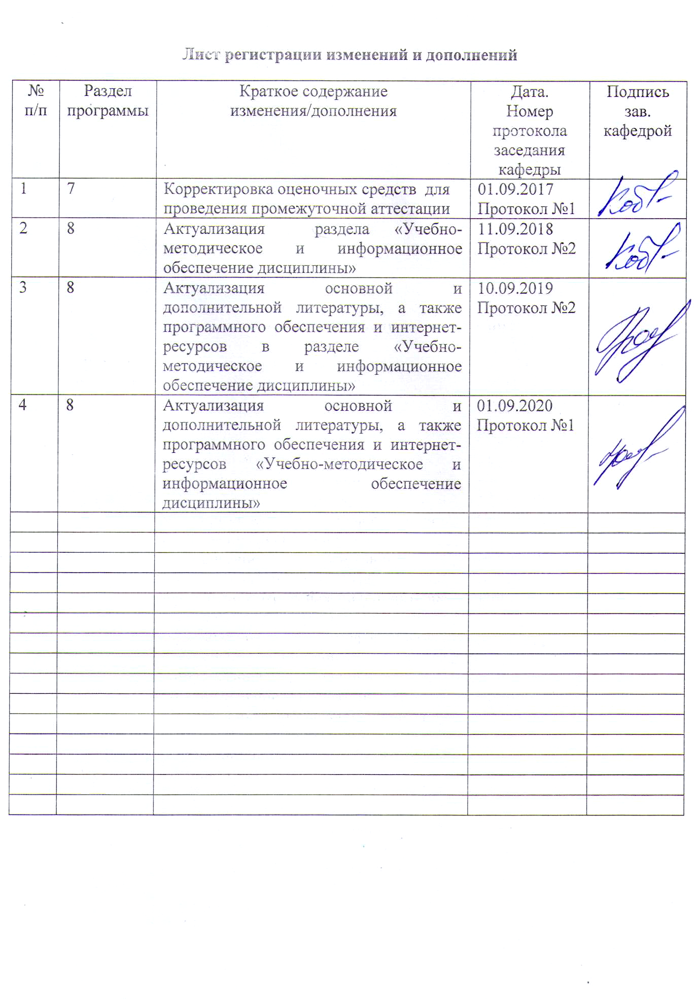 Лист регистрации изменений и дополнений
№ п/п
Раздел программы
Краткое содержание изменения/дополнения
Дата. Номер протокола заседания кафедры
Подпись зав. кафедрой
1
7
Корректировка оценочных средств для
проведения промежуточной аттестации
01.09.2017
Протокол №1
2
8
Актуализация раздела «Учебно-
методическое и информационное
обеспечение дисциплины»
11.09.2018
Протокол №2
3
8
Актуализация основной и
дополнительной литературы, а также
программного обеспечения и интернет-
ресурсов в разделе «Учебно-
методическое и информационное
обеспечение дисциплины»
10.09.2019
Протокол №2
4
8
Актуализация основной и
дополнительной литературы, а также
программного обеспечения и интернет-
ресурсов «Учебно-методическое и
информационное обеспечение
дисциплины»
01.09.2020
Протокол №1